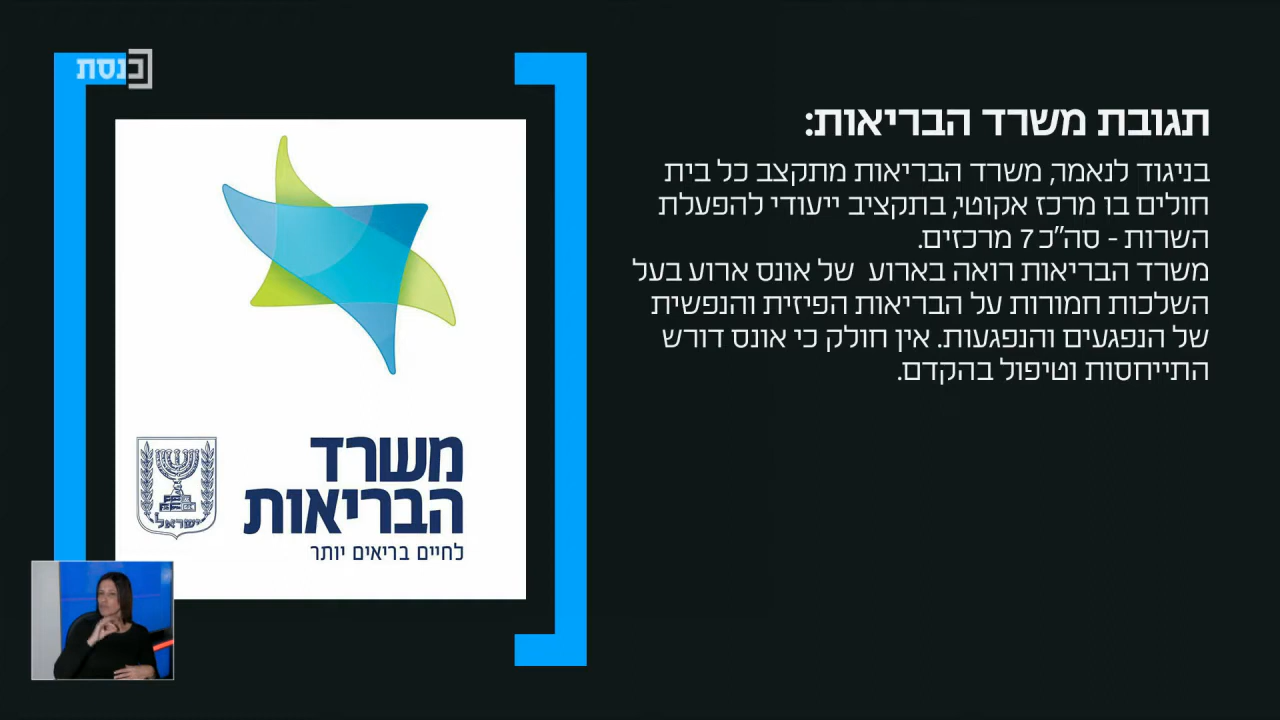 כנסת
תגובת משרד הבריאות:
בניגוד לנאמר, משרד הבריאות מתקצב כל בית
חולים בו מרכז אקוטי, בתקציב ייעודי להפעלת
השרות - סה"כ 7 מרכזים.
משרד הבריאות רואה בארוע של אונס ארוע בעל
השלכות חמורות על הבריאות הפיזית והנפשית
של הנפגעים והנפגעות. אין חולק כי אונס דורש
התייחסות וטיפול בהקדם.
משרד
הבריאות
לחיים בריאים יותר
ישראל